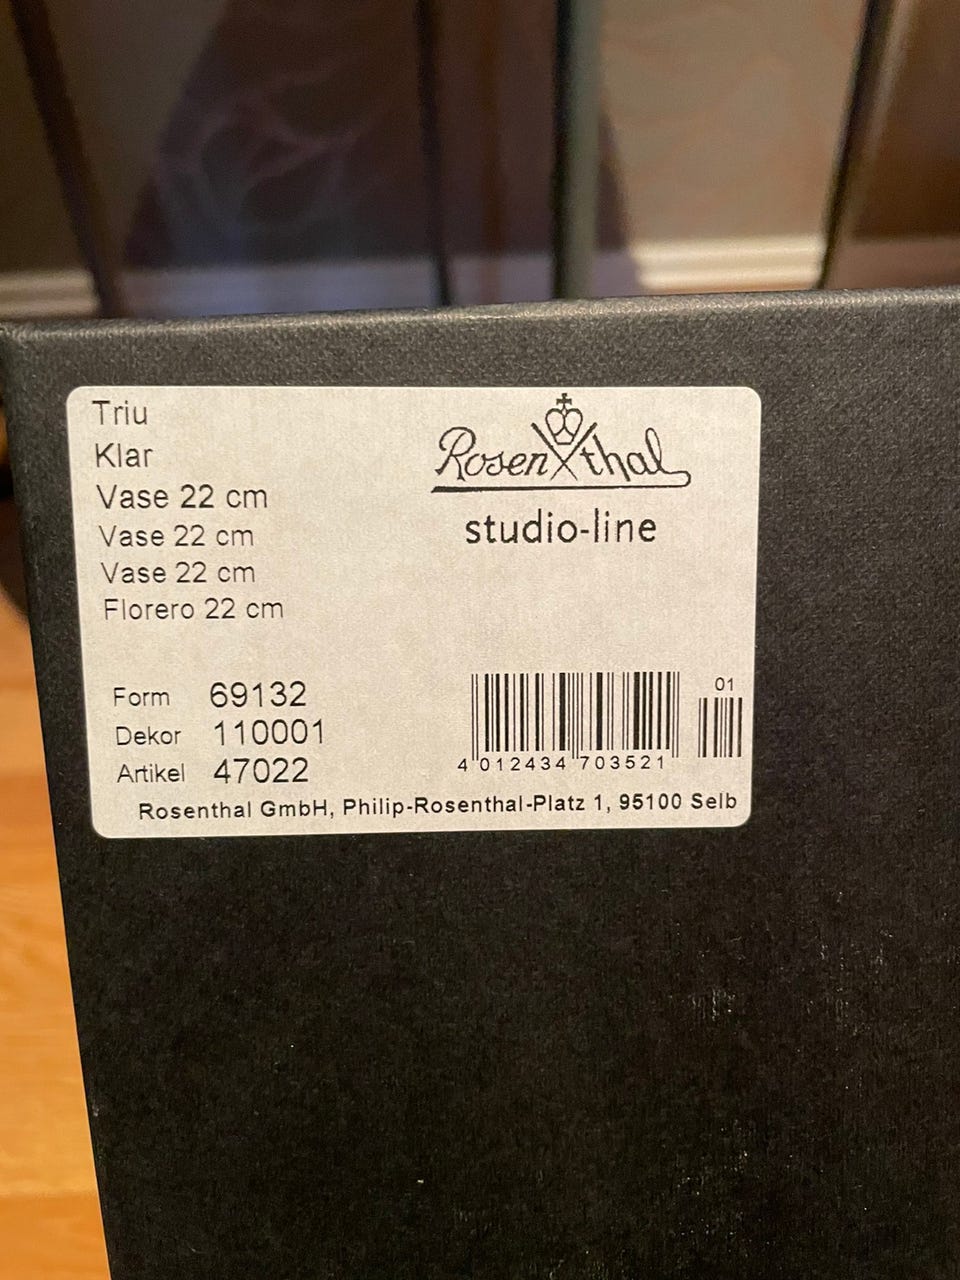 Triu
Klar
Vase 22 cm
Vase 22 cm
Vase 22 cm
Florero 22 cm
Rosenthal
studio-line
Form 69132
Dekor 110001
Artikel 47022
01
4 012434 703521
Rosenthal GmbH, Philip-Rosenthal-Platz 1, 95100 Selb